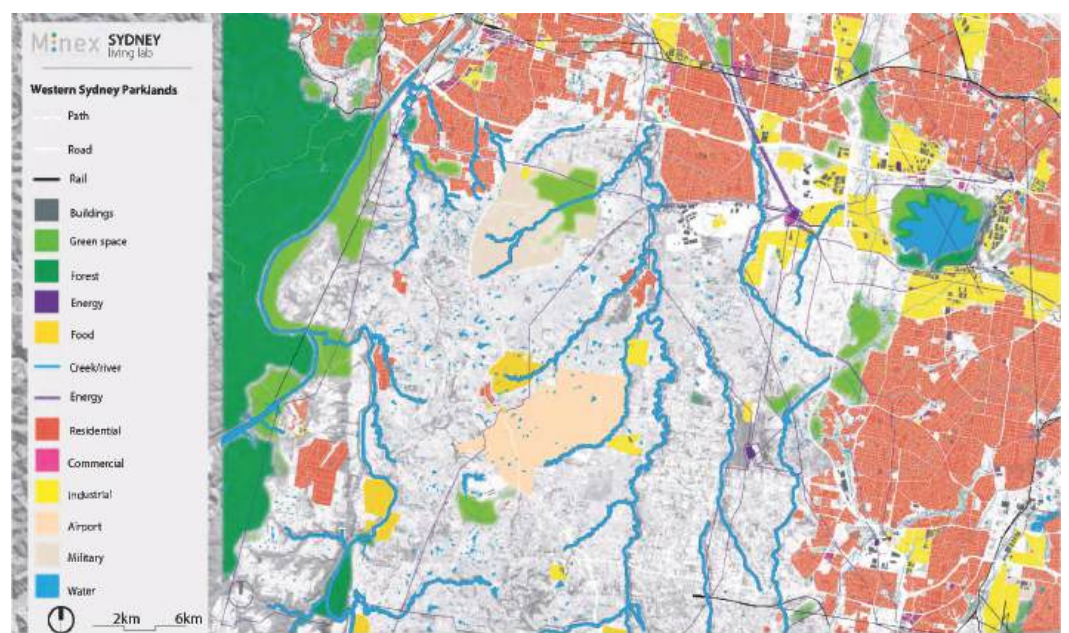 Minex SYDNEY
living lab
Western Sydney Parklands
Path
Road
Rail
Buildings
Green space
Forest
Energy
Food
Creek/river
Energy
Residential
Commercial
Industrial
Airport
Military
Water
2km 6km